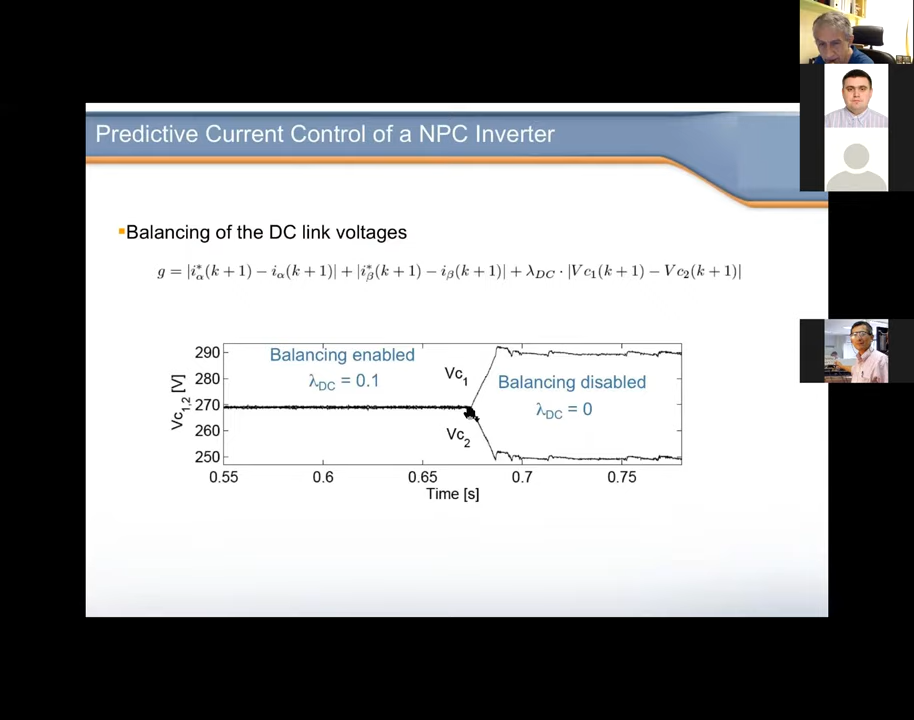 Predictive Current Control of a NPC Inverter
Balancing of the DC link voltages
g = |i*α(k + 1) − iα(k + 1)| + |i*β(k + 1) − iβ(k + 1)| + λDC · |Vc1(k + 1) − Vc2(k + 1)|
290
280
270
260
250
Vc1,2 [V]
Balancing enabled
λDC = 0.1
Vc1
Vc2
Balancing disabled
λDC = 0
0.55 0.6 0.65 0.7 0.75
Time [s]